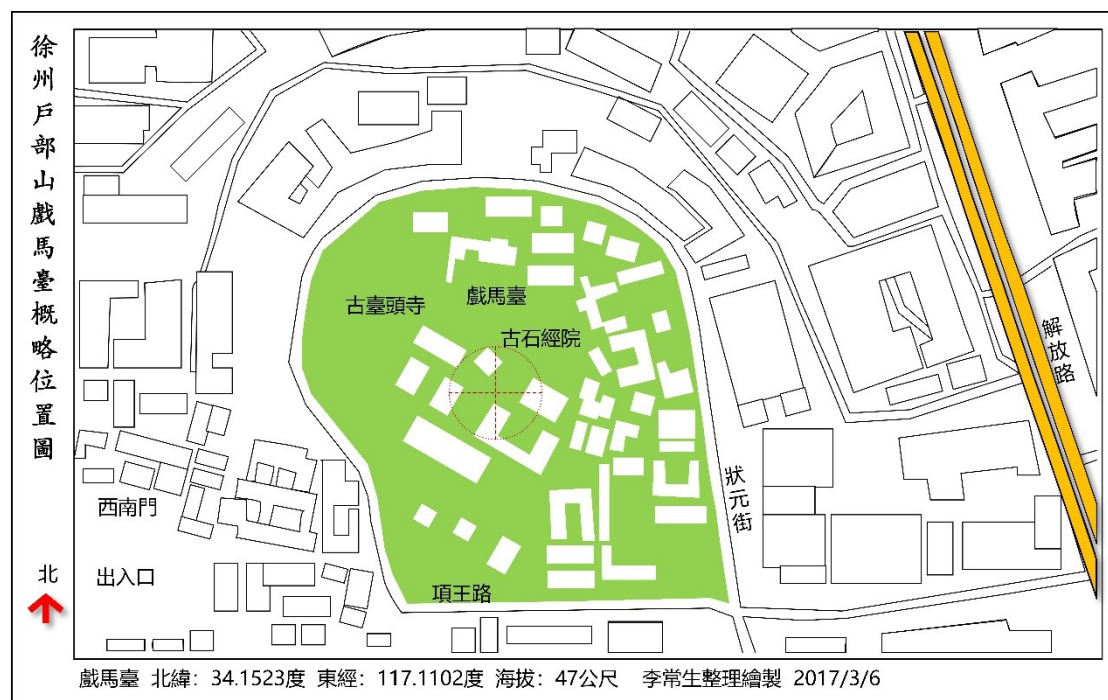 徐州戶部山戲馬臺概略位置圖
古臺頭寺
戲馬臺
古石經院
解放路
狀元街
西南門
出入口
項王路
北
戲馬臺 北緯：34.1523度 東經：117.1102度 海拔：47公尺 李常生整理繪製 2017/3/6